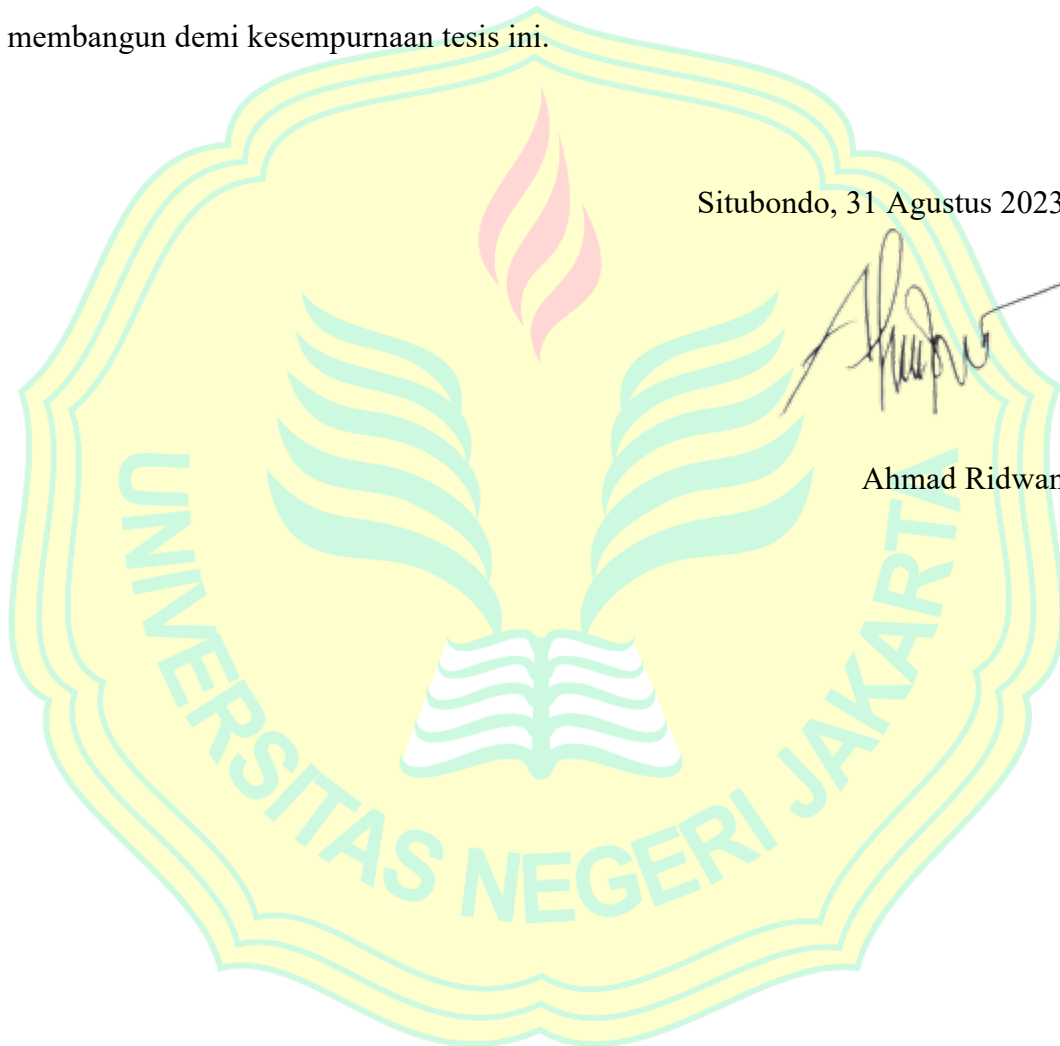 membangun demi kesempurnaan tesis ini.
Situbondo, 31 Agustus 2023
Ahmad Ridwan
UNIVERSITAS NEGERI JAKARTA